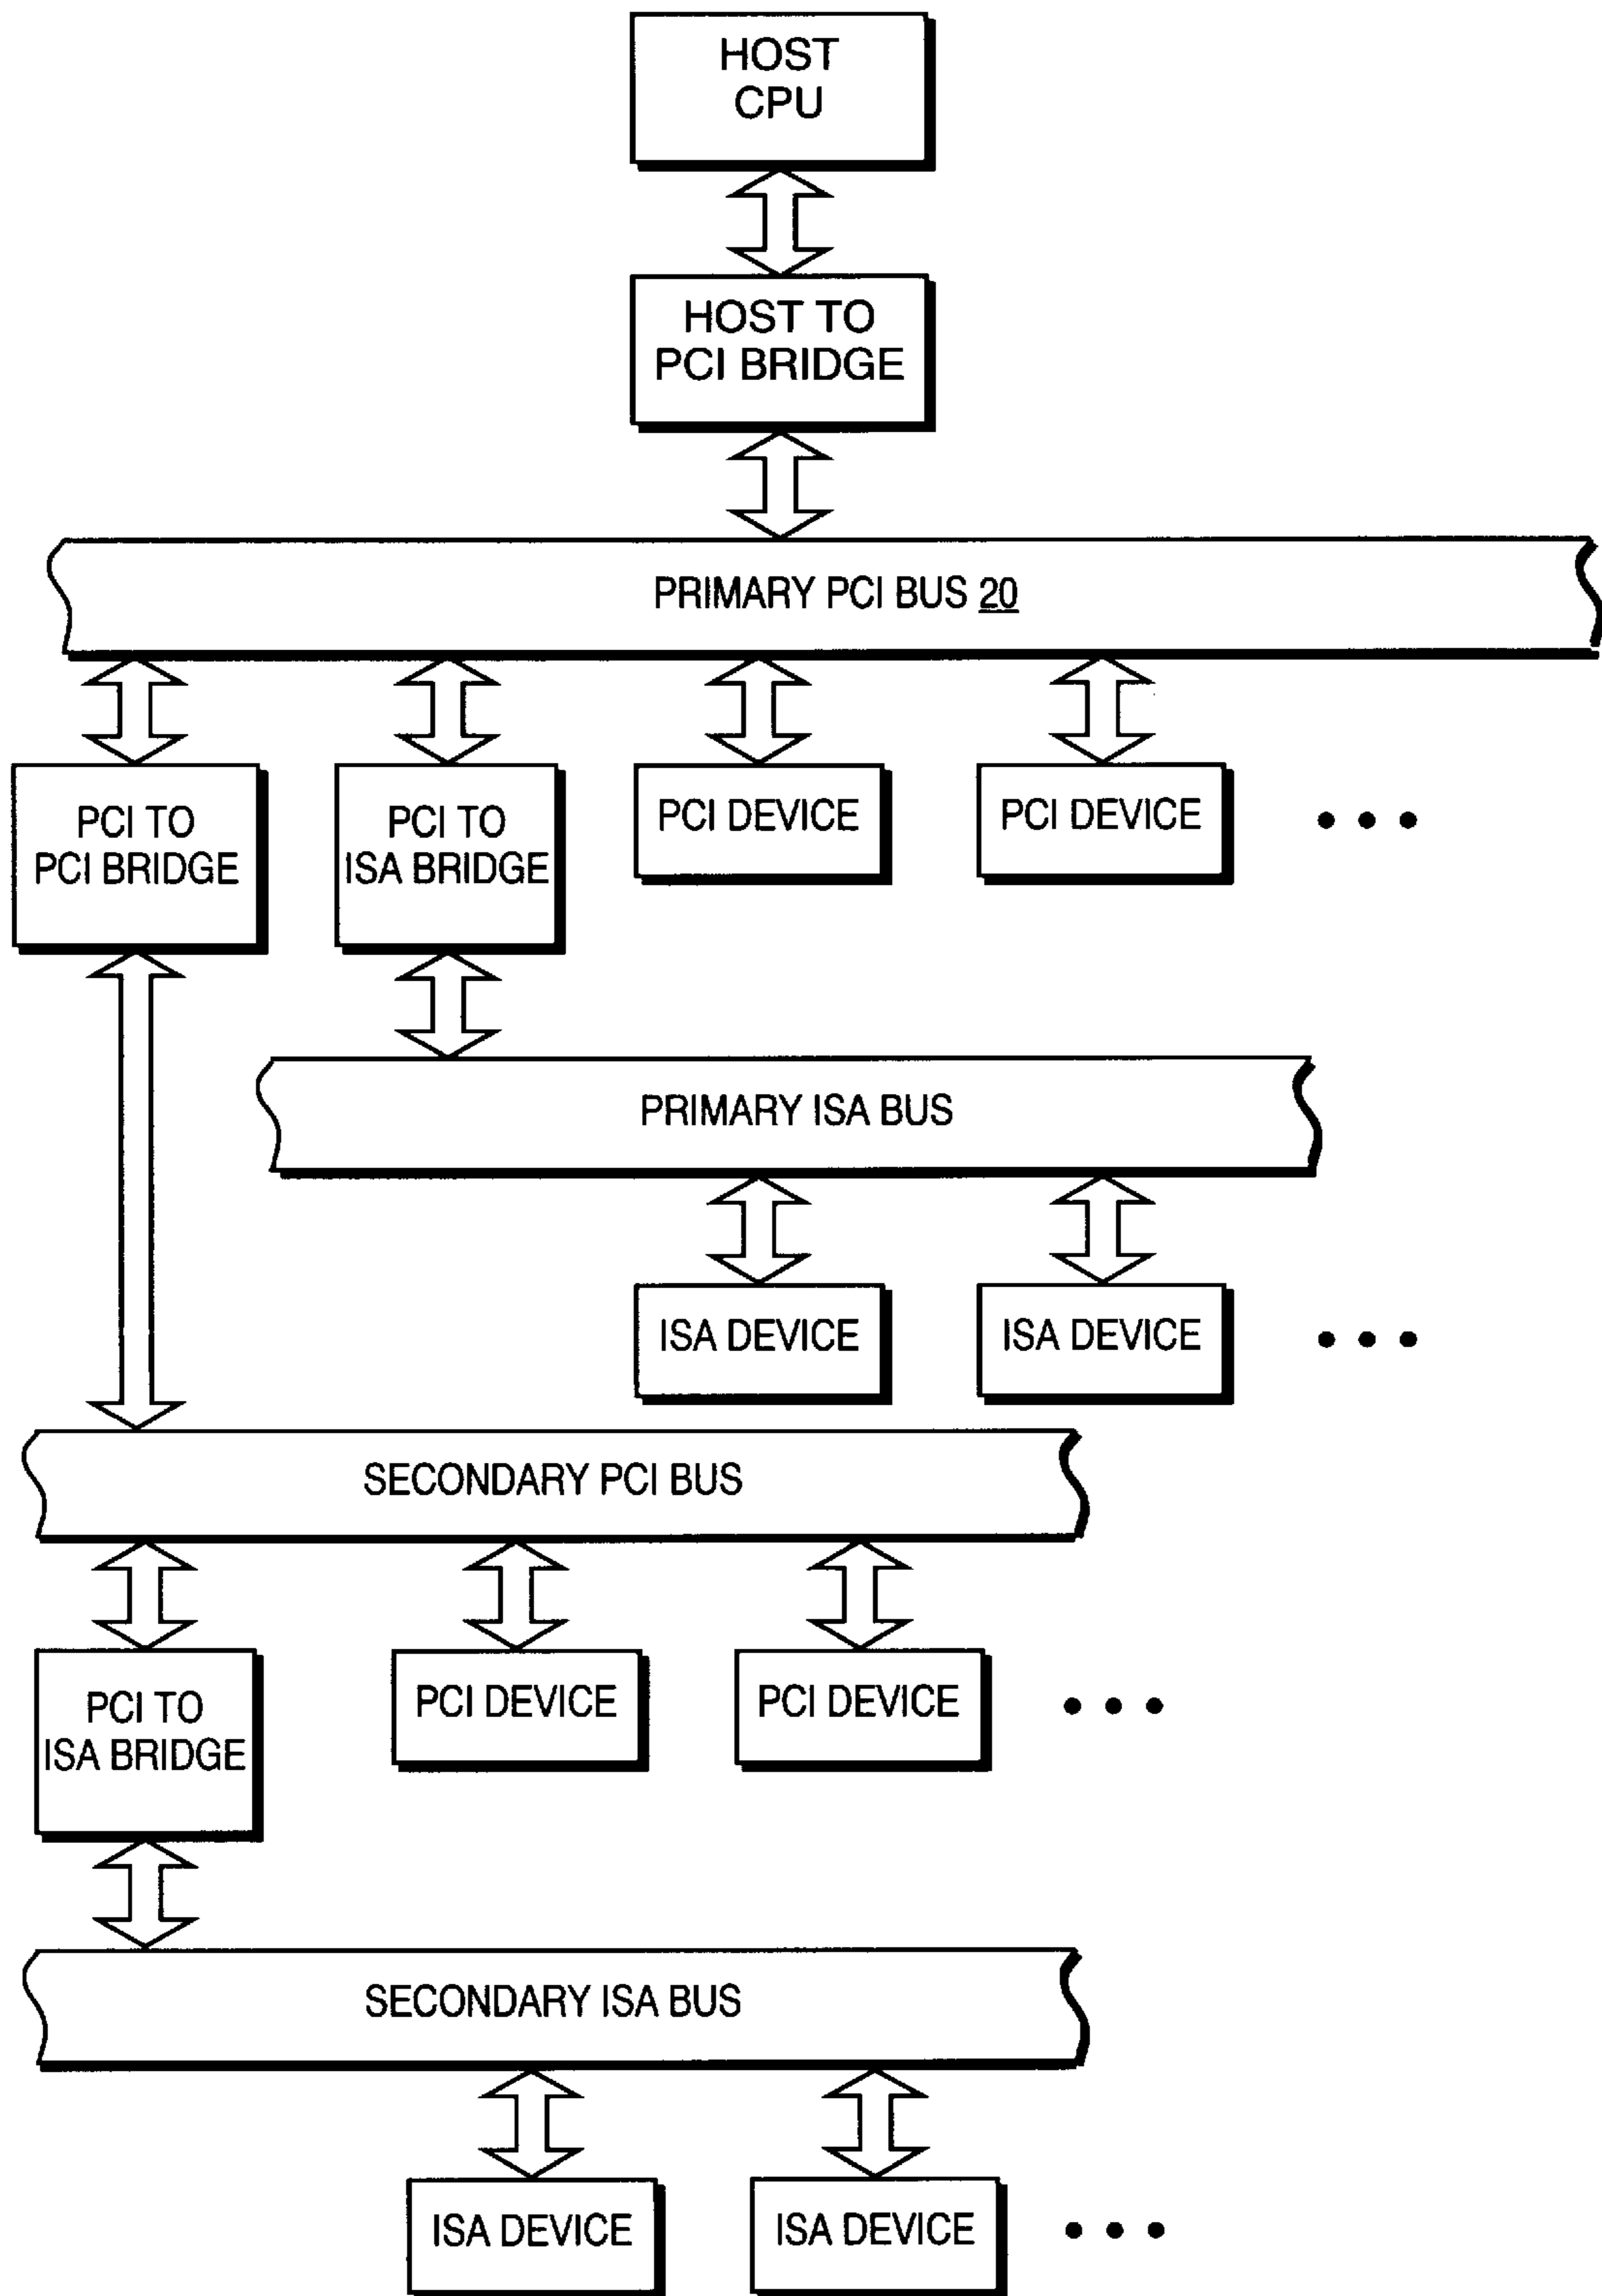 HOST
CPU
HOST TO
PCI BRIDGE
PRIMARY PCI BUS 20
PCI TO
PCI BRIDGE
PCI TO
ISA BRIDGE
PCI DEVICE
PCI DEVICE
PRIMARY ISA BUS
ISA DEVICE
ISA DEVICE
SECONDARY PCI BUS
PCI TO
ISA BRIDGE
PCI DEVICE
PCI DEVICE
SECONDARY ISA BUS
ISA DEVICE
ISA DEVICE